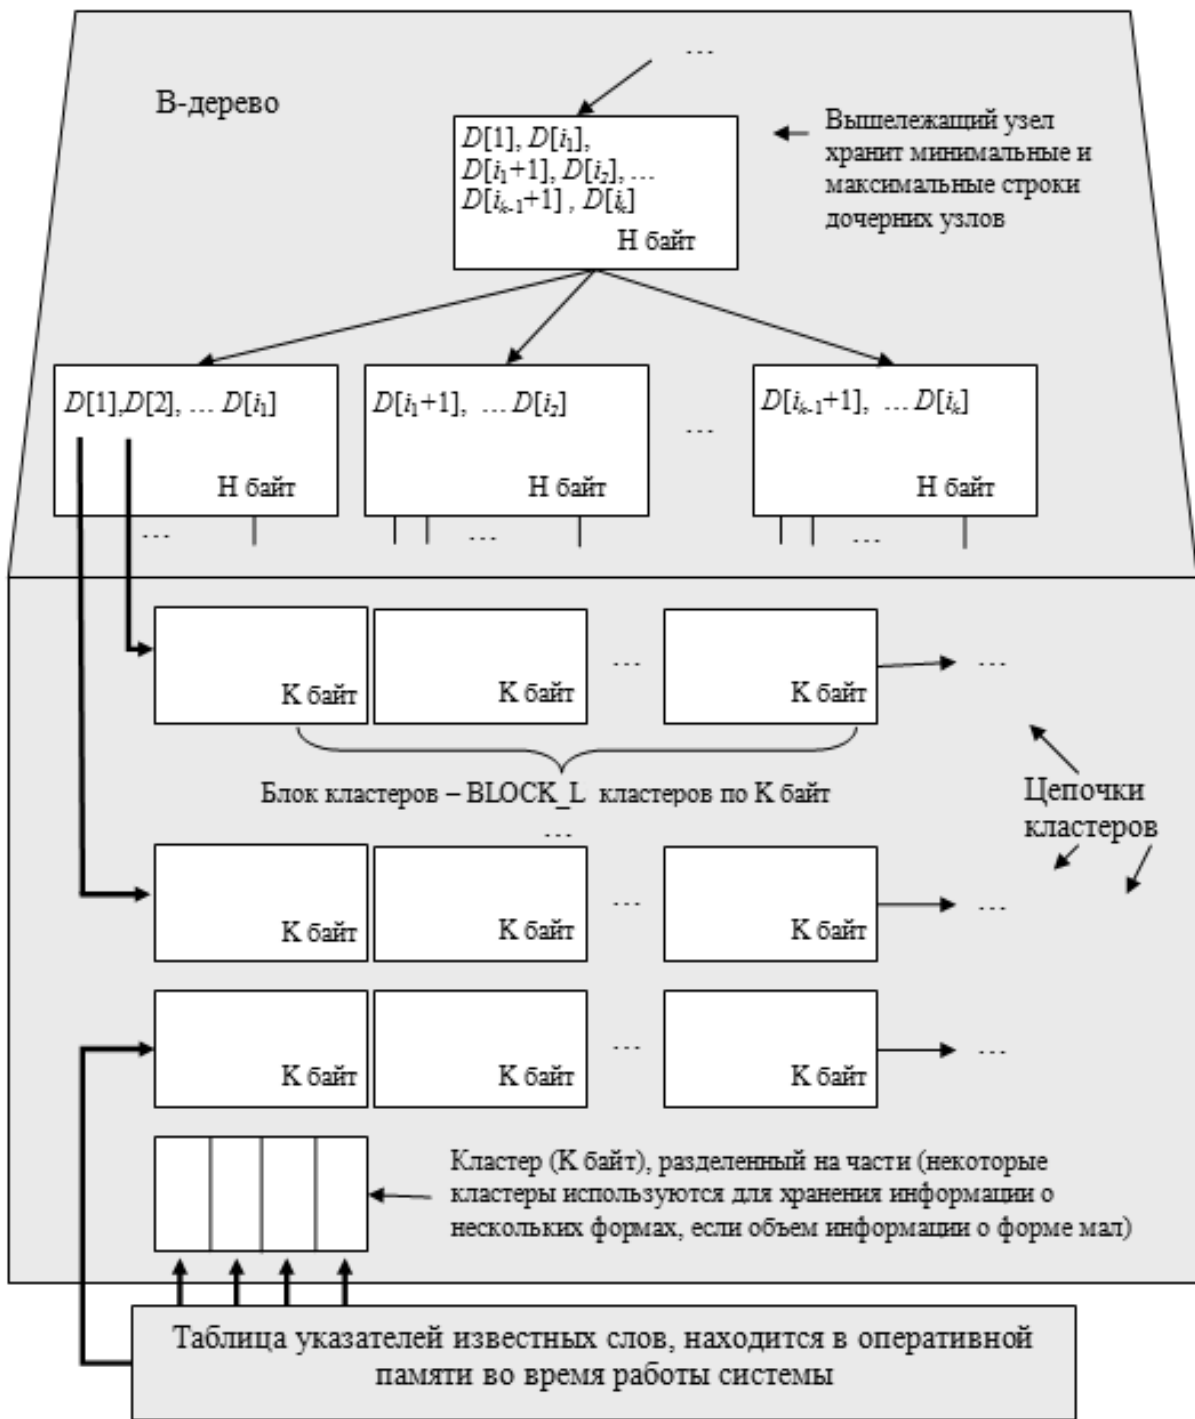 ...
В-дерево
D[1], D[i₁],
D[i₁+1], D[i₂], ...
D[iₖ₋₁+1] , D[iₖ]
Н байт
Вышележащий узел
хранит минимальные и
максимальные строки
дочерних узлов
D[1],D[2], ... D[i₁]
Н байт
D[i₁+1], ... D[i₂]
Н байт
...
D[iₖ₋₁+1], ... D[iₖ]
Н байт
...
...
...
К байт
К байт
...
К байт
...
Блок кластеров – BLOCK_L кластеров по К байт
Цепочки
кластеров
...
К байт
К байт
...
К байт
...
К байт
К байт
...
К байт
...
Кластер (К байт), разделенный на части (некоторые
кластеры используются для хранения информации о
нескольких формах, если объем информации о форме мал)
Таблица указателей известных слов, находится в оперативной
памяти во время работы системы